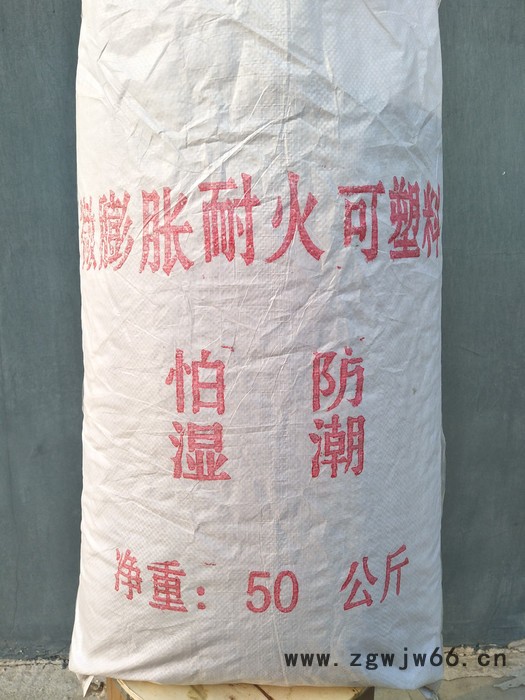 微膨胀耐火可塑料
怕 防
湿 潮
净重：50 公斤
www.zgwjw66.cn